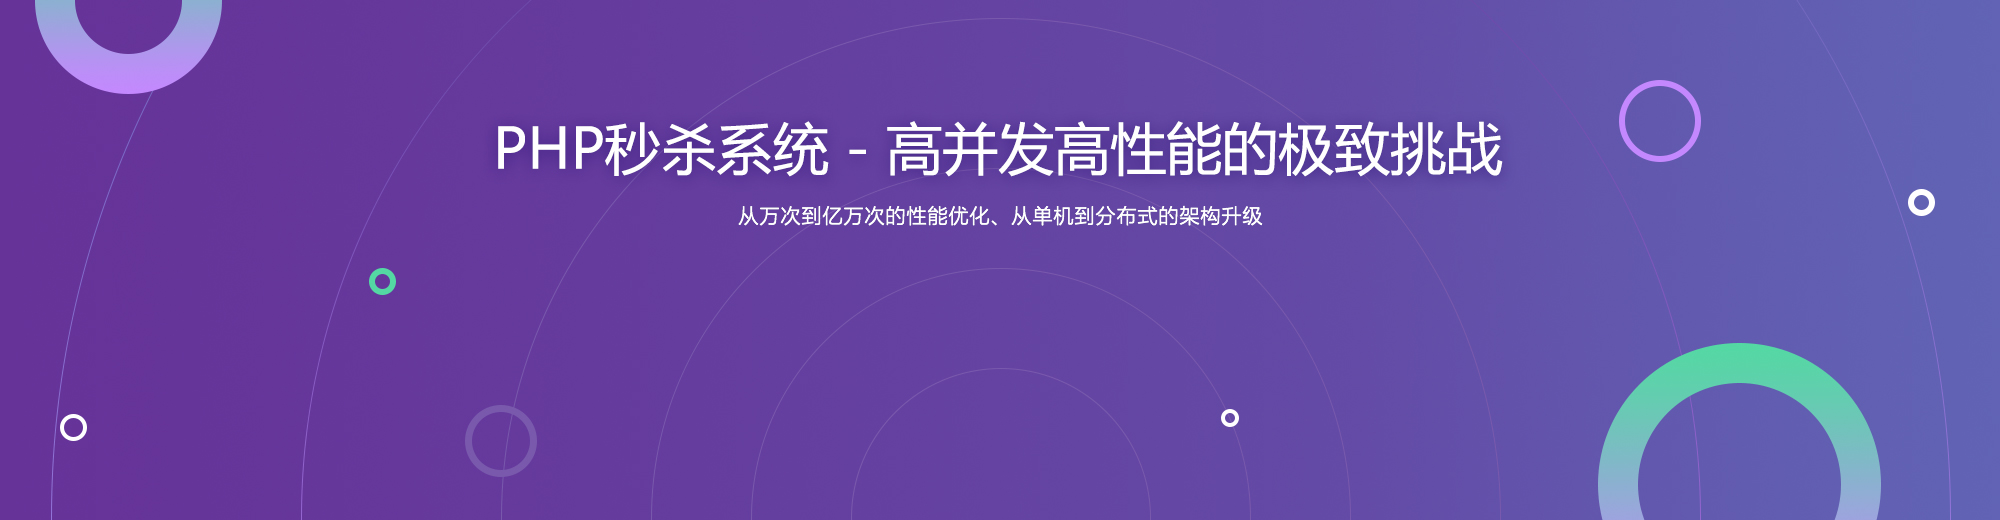 PHP秒杀系统 - 高并发高性能的极致挑战
从万次到亿万次的性能优化、从单机到分布式的架构升级